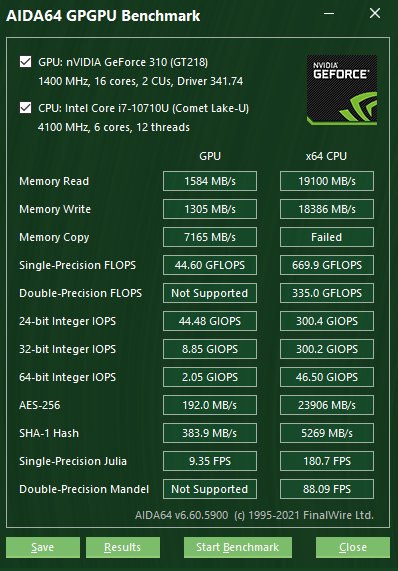 AIDA64 GPGPU Benchmark
GPU: nVIDIA GeForce 310 (GT218)
1400 MHz, 16 cores, 2 CUs, Driver 341.74
CPU: Intel Core i7-10710U (Comet Lake-U)
4100 MHz, 6 cores, 12 threads
NVIDIA
GEFORCE
GPU x64 CPU
Memory Read 1584 MB/s 19100 MB/s
Memory Write 1305 MB/s 18386 MB/s
Memory Copy 7165 MB/s Failed
Single-Precision FLOPS 44.60 GFLOPS 669.9 GFLOPS
Double-Precision FLOPS Not Supported 335.0 GFLOPS
24-bit Integer IOPS 44.48 GIOPS 300.4 GIOPS
32-bit Integer IOPS 8.85 GIOPS 300.2 GIOPS
64-bit Integer IOPS 2.05 GIOPS 46.50 GIOPS
AES-256 192.0 MB/s 23906 MB/s
SHA-1 Hash 383.9 MB/s 5269 MB/s
Single-Precision Julia 9.35 FPS 180.7 FPS
Double-Precision Mandel Not Supported 88.09 FPS
AIDA64 v6.60.5900 (c) 1995-2021 FinalWire Ltd.
Save Results Start Benchmark Close